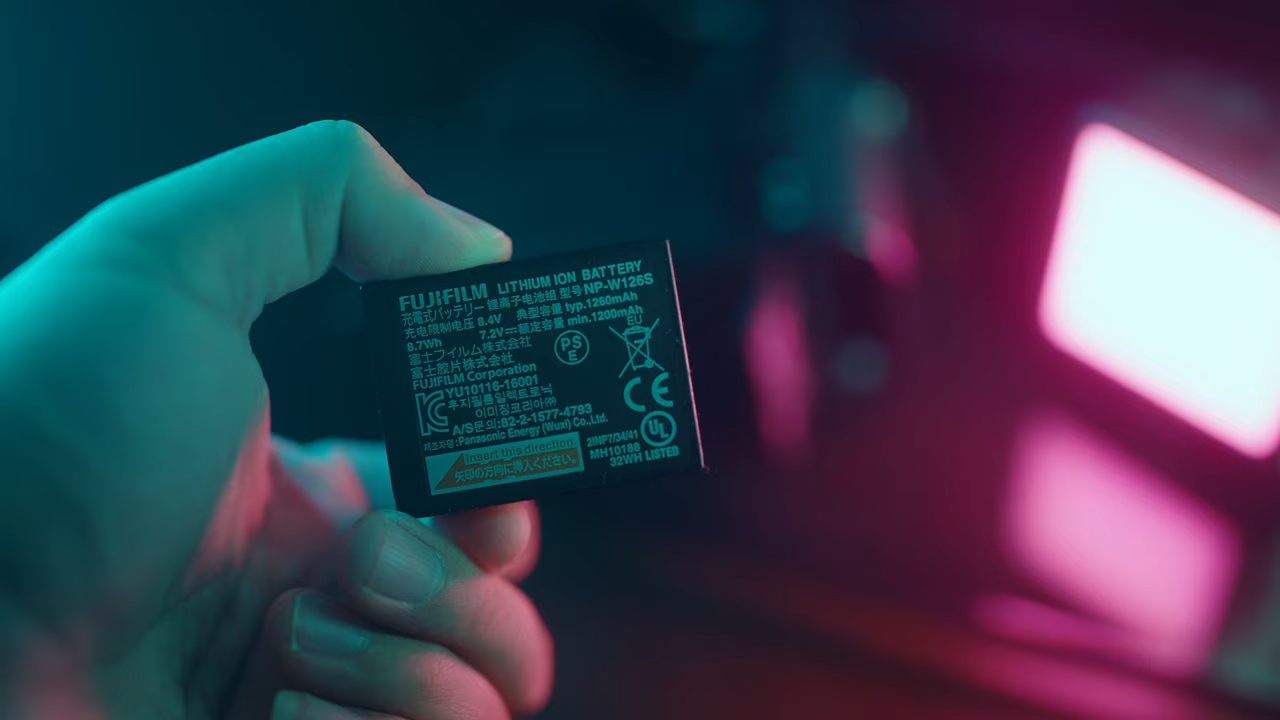 FUJIFILM LITHIUM ION BATTERY
充電式バッテリー 锂离子电池组 型号 NP-W126S
充电限制电压 8.4V 典型容量 typ.1260mAh
8.7Wh 7.2V⎓额定容量 min.1200mAh
富士フイルム株式会社
富士胶片株式会社
FUJIFILM Corporation
YU10116-16001
후지필름일렉트로닉
이미징코리아㈜
A/S문의:82-2-1577-4793
제조자명:Panasonic Energy (Wuxi) Co.,Ltd.
Insert this direction.
矢印の方向に挿入ください。
PS
E
EU
CE
UL
2INP7/34/41
MH10188
32WH LISTED